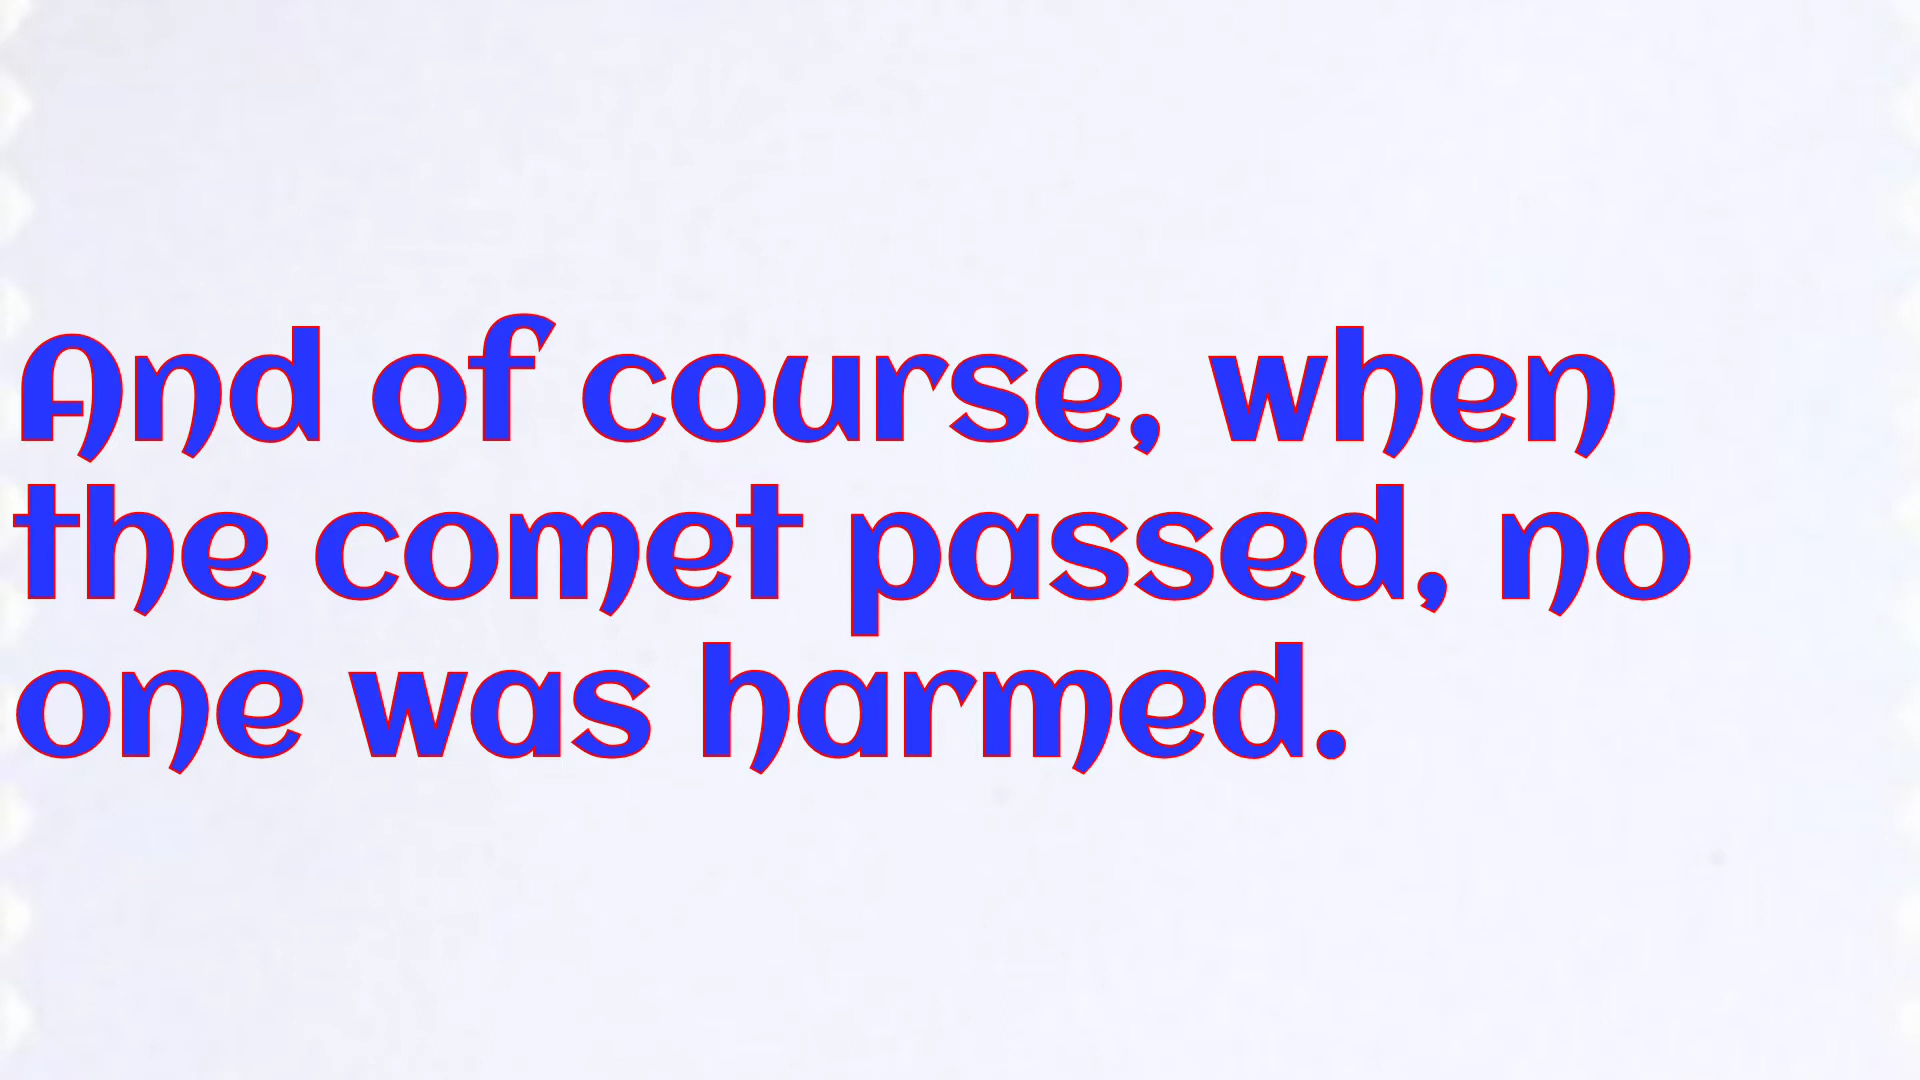 And of course, when
the comet passed, no
one was harmed.